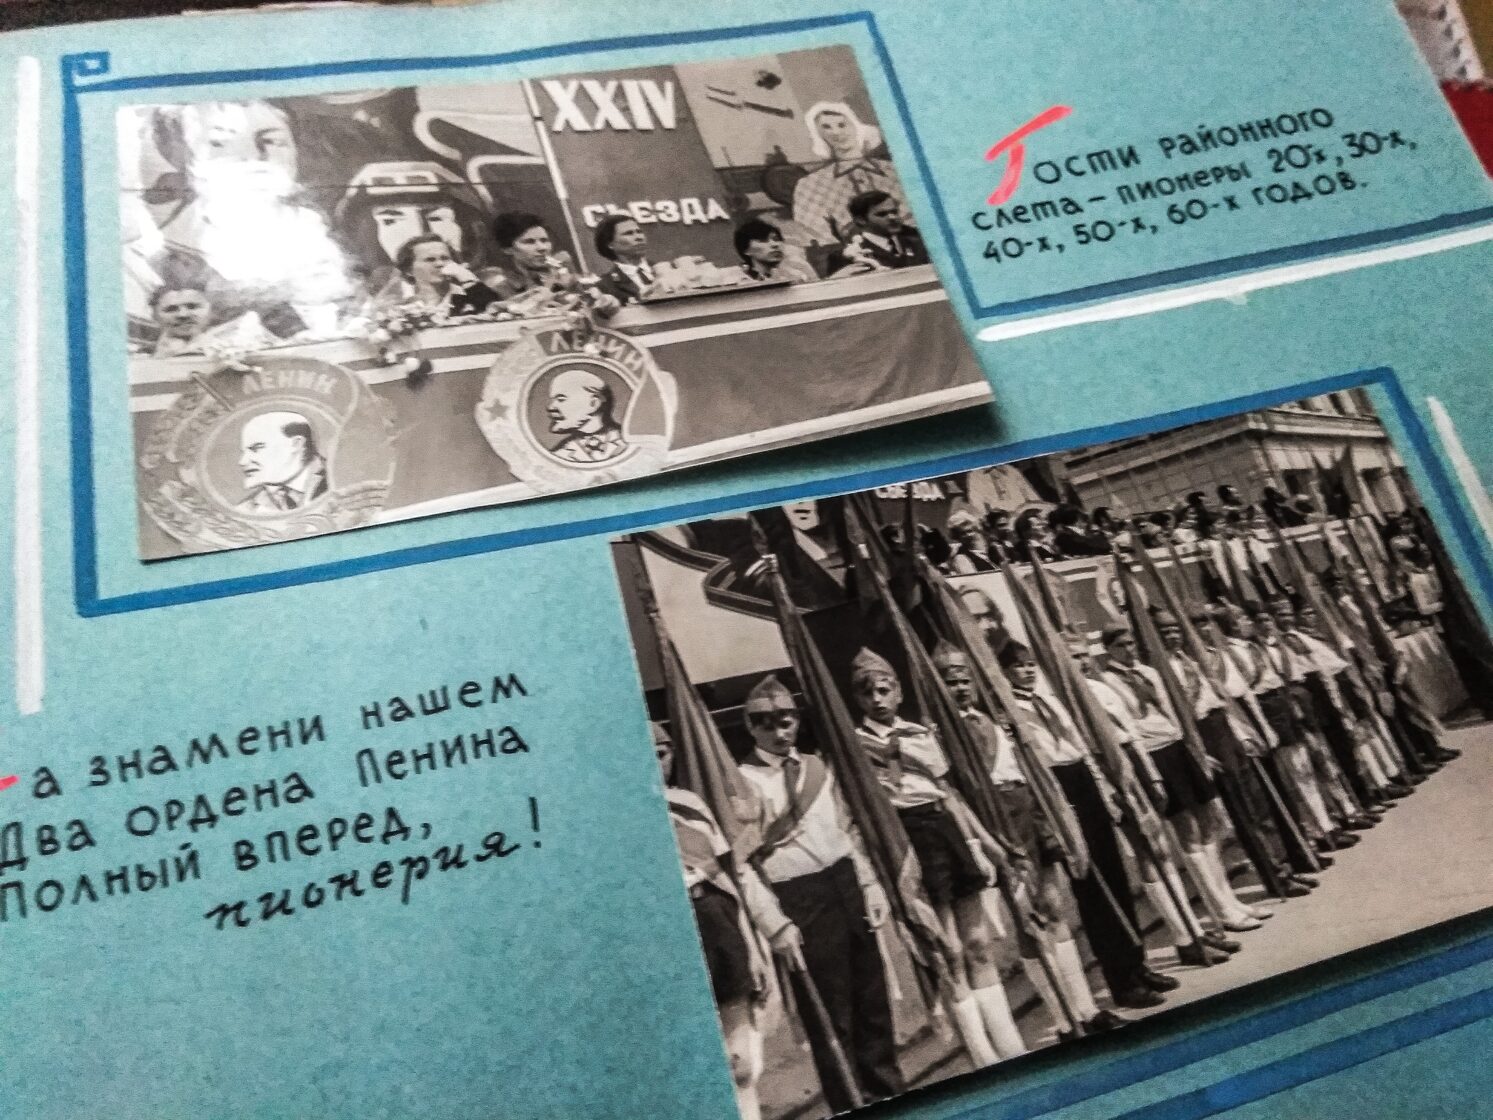 XXIV
СЪЕЗДА
ЛЕНИН
ЛЕНИН
Гости районного
слета - пионеры 20-х, 30-х,
40-х, 50-х, 60-х годов.
СЪЕЗДА
а знамени нашем
Два ордена Ленина
Полный вперед,
пионерия!